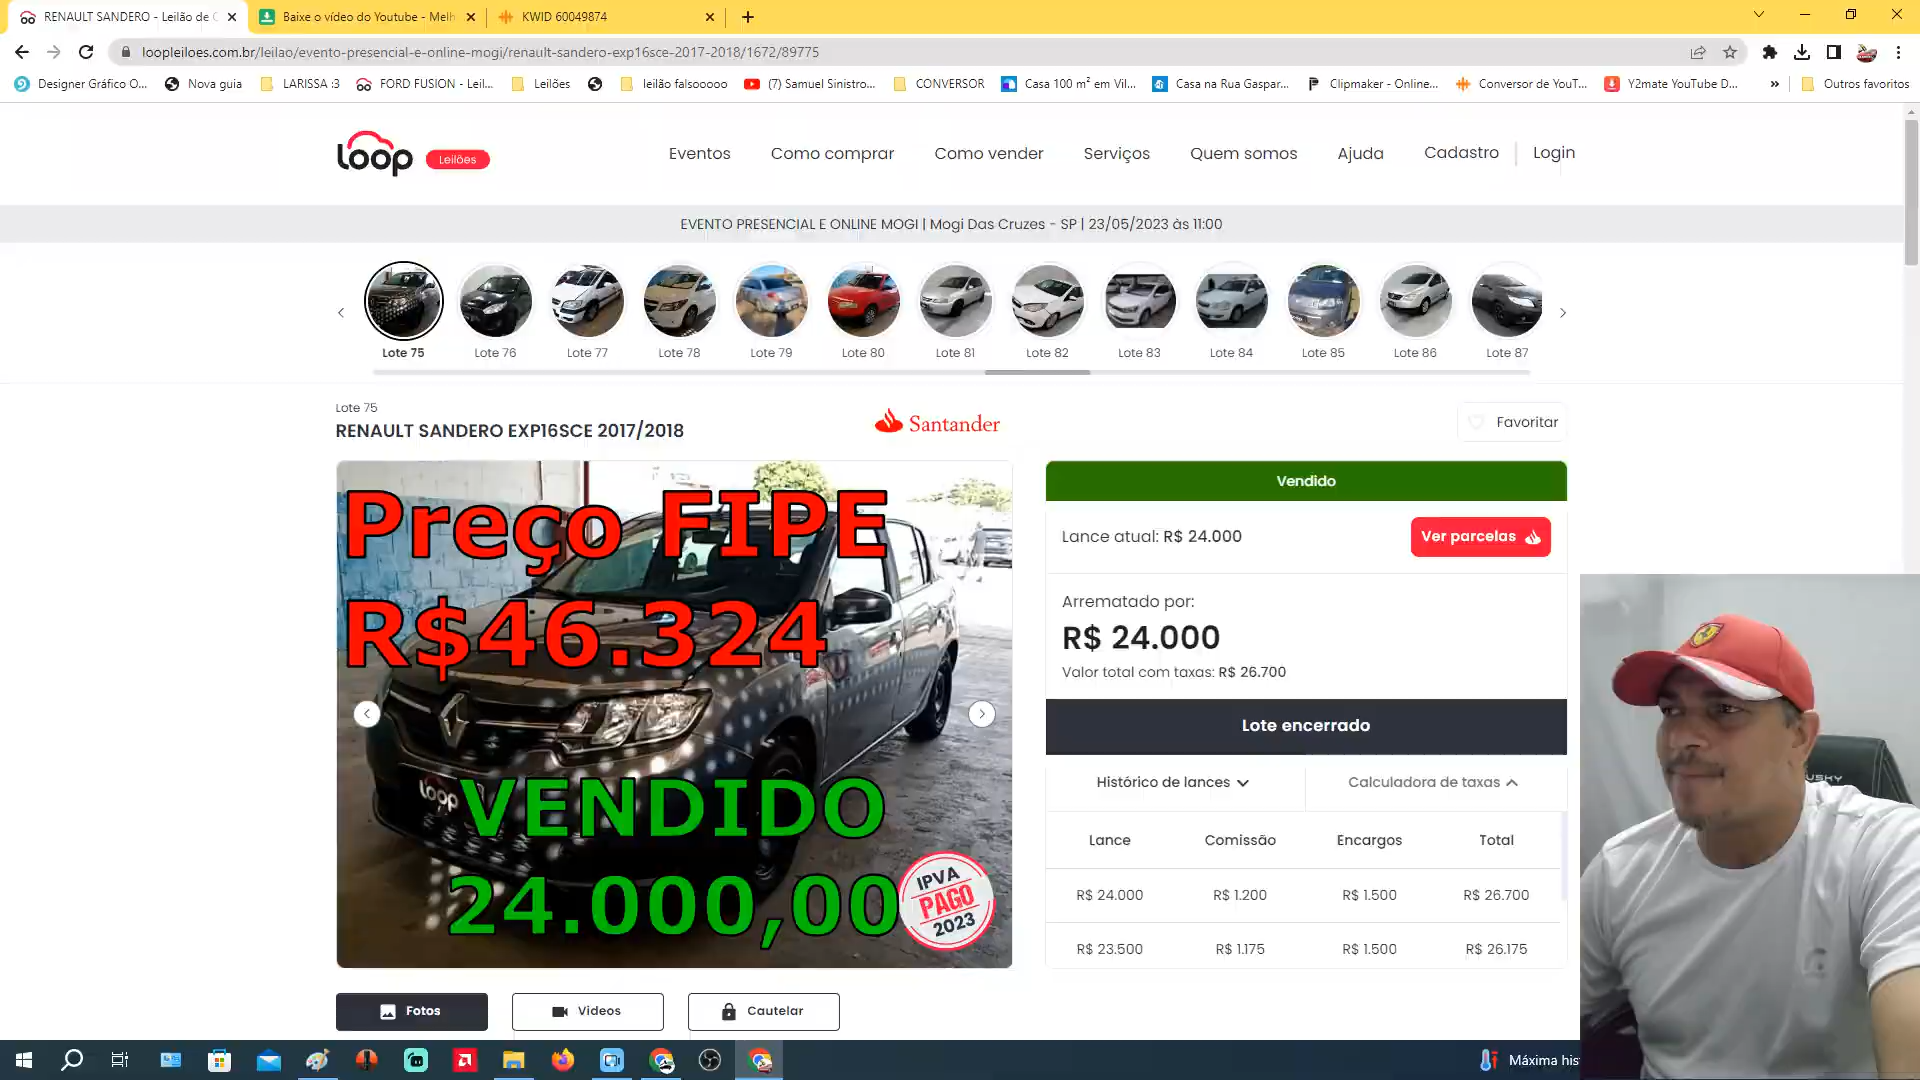 RENAULT SANDERO - Leilão de C
Baixe o vídeo do Youtube - Melh
KWID 60049874
loopleiloes.com.br/leilao/evento-presencial-e-online-mogi/renault-sandero-exp16sce-2017-2018/1672/89775
Designer Gráfico O...
Nova guia
LARISSA :3
FORD FUSION - Leil...
Leilões
leilão falsooooo
(7) Samuel Sinistro...
CONVERSOR
Casa 100 m² em Vil...
Casa na Rua Gaspar...
Clipmaker - Online...
Conversor de YouT...
Y2mate YouTube D...
»
Outros favoritos
loop Leilões
Eventos
Como comprar
Como vender
Serviços
Quem somos
Ajuda
Cadastro
Login
EVENTO PRESENCIAL E ONLINE MOGI | Mogi Das Cruzes - SP | 23/05/2023 às 11:00
Lote 75
Lote 76
Lote 77
Lote 78
Lote 79
Lote 80
Lote 81
Lote 82
Lote 83
Lote 84
Lote 85
Lote 86
Lote 87
Lote 75
RENAULT SANDERO EXP16SCE 2017/2018
Santander
Favoritar
Preço FIPE
R$46.324
loop
VENDIDO
24.000,00
IPVA
PAGO
2023
Vendido
Lance atual: R$ 24.000
Ver parcelas
Arrematado por:
R$ 24.000
Valor total com taxas: R$ 26.700
Lote encerrado
Histórico de lances
Calculadora de taxas
Lance Comissão Encargos Total
R$ 24.000 R$ 1.200 R$ 1.500 R$ 26.700
R$ 23.500 R$ 1.175 R$ 1.500 R$ 26.175
Fotos
Videos
Cautelar
Máxima his